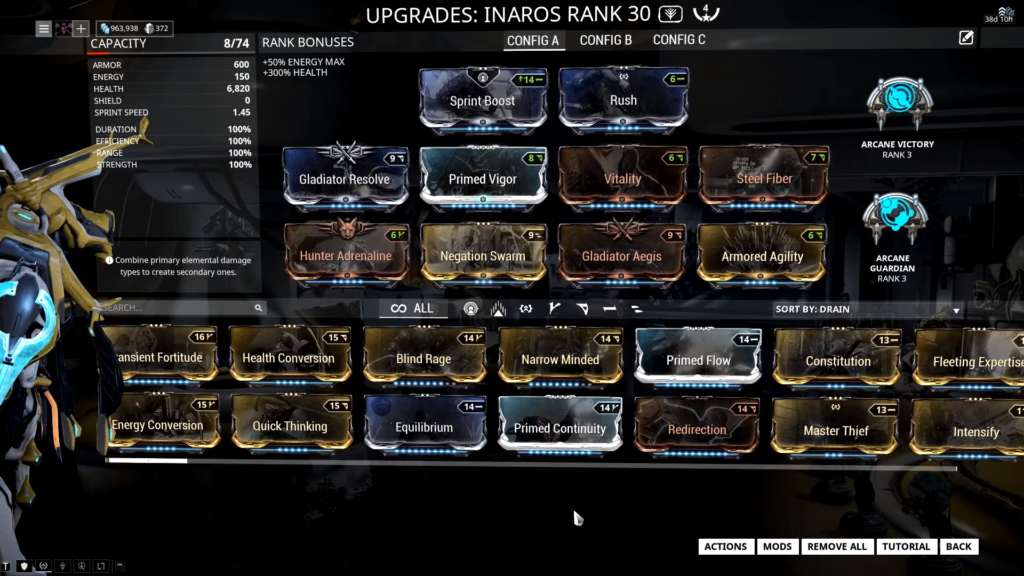 UPGRADES: INAROS RANK 30
4
38d 10h
963,938
372
CAPACITY 8/74
RANK BONUSES
+50% ENERGY MAX
+300% HEALTH
CONFIG A
CONFIG B
CONFIG C
ARMOR 600
ENERGY 150
HEALTH 6,820
SHIELD 0
SPRINT SPEED 1.45
DURATION 100%
EFFICIENCY 100%
RANGE 100%
STRENGTH 100%
Combine primary elemental damage
types to create secondary ones.
14
Sprint Boost
6
Rush
9
Gladiator Resolve
8
Primed Vigor
6
Vitality
7
Steel Fiber
6
Hunter Adrenaline
9
Negation Swarm
9
Gladiator Aegis
6
Armored Agility
ARCANE VICTORY
RANK 3
ARCANE
GUARDIAN
RANK 3
SEARCH...
ALL
SORT BY: DRAIN
16
ransient Fortitude
15
Health Conversion
14
Blind Rage
14
Narrow Minded
14
Primed Flow
13
Constitution
Fleeting Expertise
15
Energy Conversion
15
Quick Thinking
14
Equilibrium
14
Primed Continuity
14
Redirection
13
Master Thief
Intensify
ACTIONS
MODS
REMOVE ALL
TUTORIAL
BACK
T